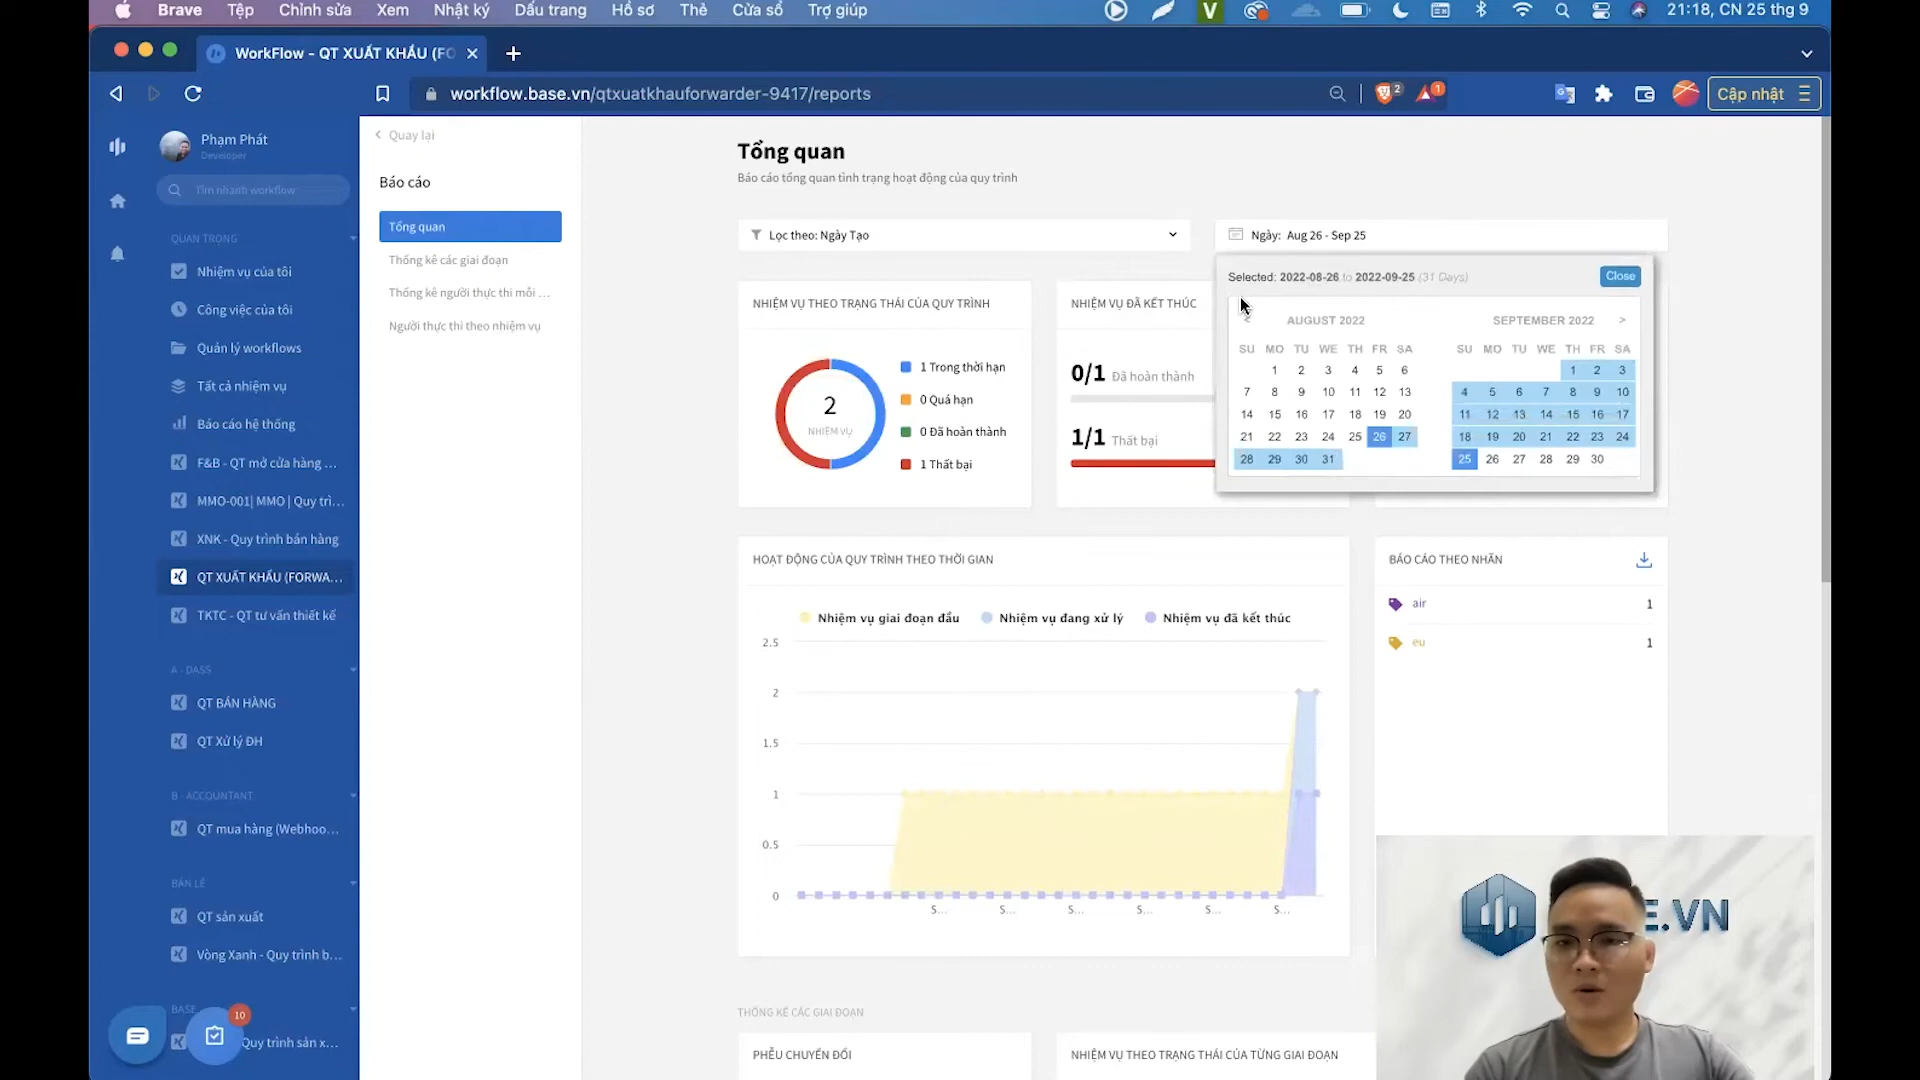 Brave Tệp Chỉnh sửa Xem Nhật ký Dấu trang Hồ sơ Thẻ Cửa sổ Trợ giúp V 21:18, CN 25 thg 9
WorkFlow - QT XUẤT KHẨU (FO
workflow.base.vn/qtxuatkhauforwarder-9417/reports 2 1 Cập nhật
Phạm Phát
Developer
Tìm nhanh workflow
QUAN TRỌNG
Nhiệm vụ của tôi
Công việc của tôi
Quản lý workflows
Tất cả nhiệm vụ
Báo cáo hệ thống
F&B - QT mở cửa hàng ...
MMO-001| MMO | Quy trì...
XNK - Quy trình bán hàng
QT XUẤT KHẨU (FORWA...
TKTC - QT tư vấn thiết kế
A - DASS
QT BÁN HÀNG
QT Xử lý ĐH
B - ACCOUNTANT
QT mua hàng (Webhoo...
BÁN LẺ
QT sản xuất
Vòng Xanh - Quy trình b...
BASE
10
Quy trình sản x...
Quay lại
Báo cáo
Tổng quan
Thống kê các giai đoạn
Thống kê người thực thi mỗi ...
Người thực thi theo nhiệm vụ
Tổng quan
Báo cáo tổng quan tình trạng hoạt động của quy trình
Lọc theo: Ngày Tạo
Ngày: Aug 26 - Sep 25
Selected: 2022-08-26 to 2022-09-25 (31 Days) Close
< AUGUST 2022
SU MO TU WE TH FR SA
1 2 3 4 5 6
7 8 9 10 11 12 13
14 15 16 17 18 19 20
21 22 23 24 25 26 27
28 29 30 31
SEPTEMBER 2022 >
SU MO TU WE TH FR SA
1 2 3
4 5 6 7 8 9 10
11 12 13 14 15 16 17
18 19 20 21 22 23 24
25 26 27 28 29 30
NHIỆM VỤ THEO TRẠNG THÁI CỦA QUY TRÌNH
2
NHIỆM VỤ
1 Trong thời hạn
0 Quá hạn
0 Đã hoàn thành
1 Thất bại
NHIỆM VỤ ĐÃ KẾT THÚC
0/1 Đã hoàn thành
1/1 Thất bại
HOẠT ĐỘNG CỦA QUY TRÌNH THEO THỜI GIAN
Nhiệm vụ giai đoạn đầu Nhiệm vụ đang xử lý Nhiệm vụ đã kết thúc
2.5
2
1.5
1
0.5
0
S... S... S... S... S... S...
BÁO CÁO THEO NHÃN
air 1
eu 1
THỐNG KÊ CÁC GIAI ĐOẠN
PHỄU CHUYỂN ĐỔI
NHIỆM VỤ THEO TRẠNG THÁI CỦA TỪNG GIAI ĐOẠN
E.VN